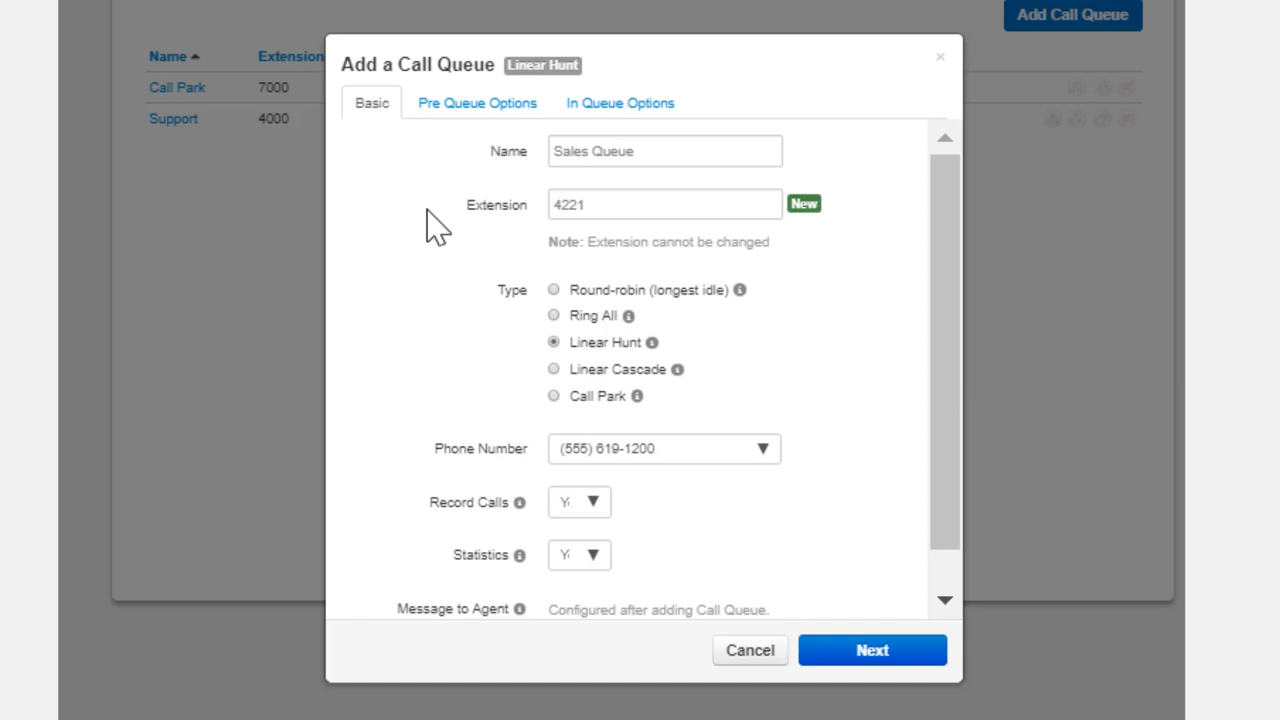 Add Call Queue
Name Extension
Call Park 7000
Support 4000
Add a Call Queue Linear Hunt ×
Basic Pre Queue Options In Queue Options
Name Sales Queue
Extension 4221 New
Note: Extension cannot be changed
Type Round-robin (longest idle)
Ring All
Linear Hunt
Linear Cascade
Call Park
Phone Number (555) 619-1200
Record Calls
Statistics
Message to Agent Configured after adding Call Queue.
Cancel Next